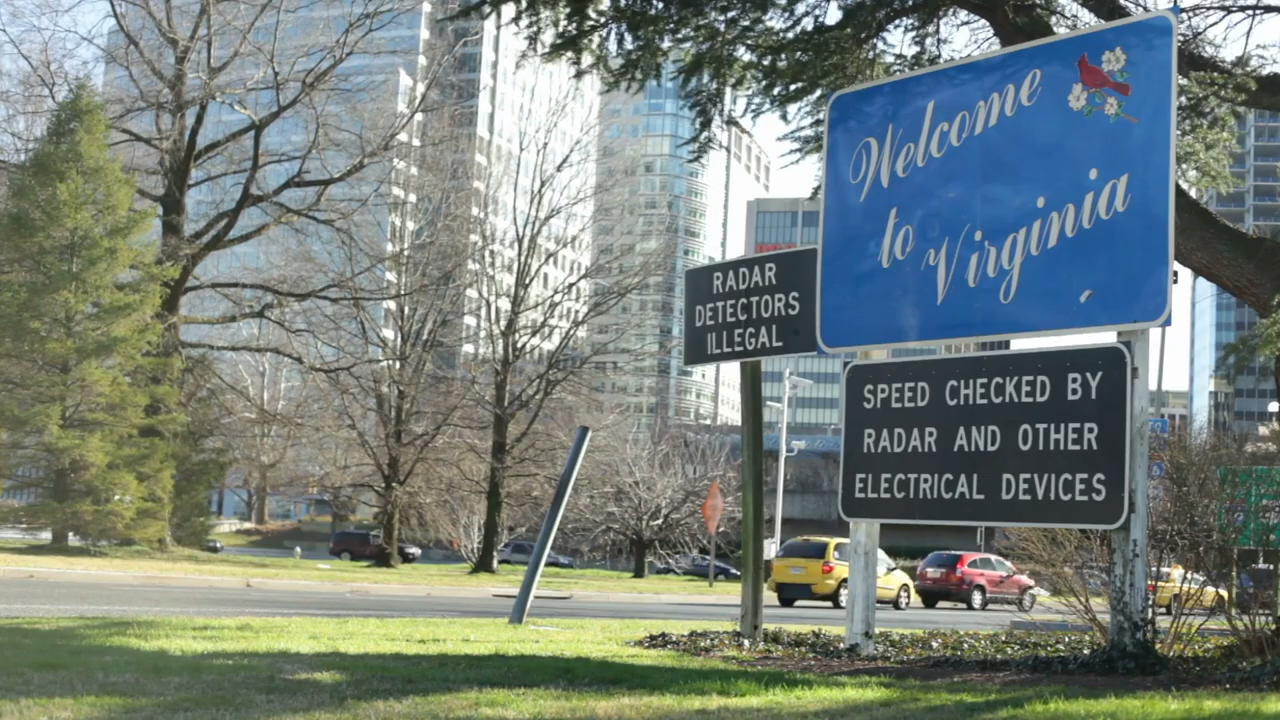 Welcome
to Virginia
RADAR
DETECTORS
ILLEGAL
SPEED CHECKED BY
RADAR AND OTHER
ELECTRICAL DEVICES